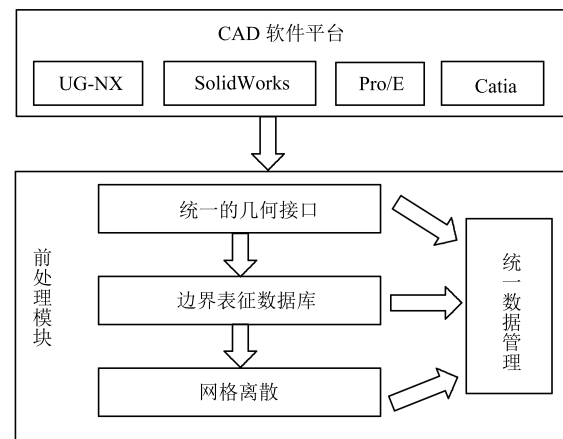 CAD 软件平台
UG-NX
SolidWorks
Pro/E
Catia
前处理模块
统一的几何接口
边界表征数据库
网格离散
统一数据管理